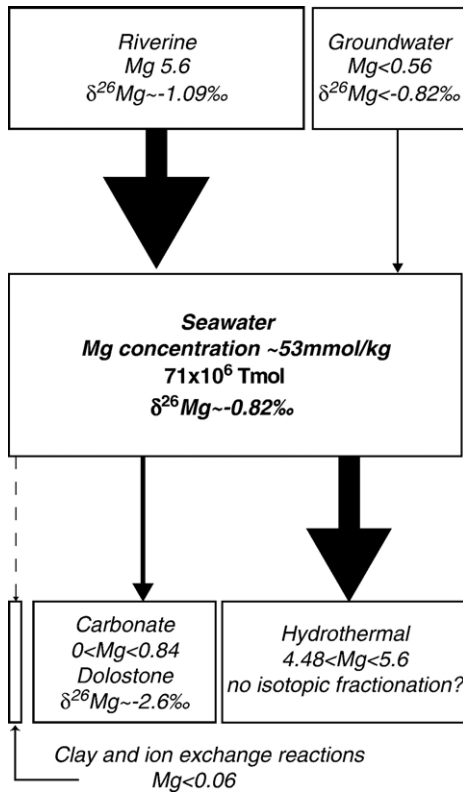 Riverine
Mg 5.6
δ²⁶Mg~-1.09‰
Groundwater
Mg<0.56
δ²⁶Mg<-0.82‰
Seawater
Mg concentration ~53mmol/kg
71x10⁶ Tmol
δ²⁶Mg~-0.82‰
Carbonate
0<Mg<0.84
Dolostone
δ²⁶Mg~-2.6‰
Hydrothermal
4.48<Mg<5.6
no isotopic fractionation?
Clay and ion exchange reactions
Mg<0.06